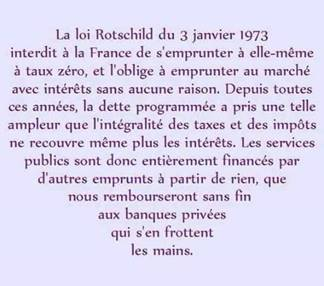 La loi Rotschild du 3 janvier 1973
interdit à la France de s'emprunter à elle-même
à taux zéro, et l'oblige à emprunter au marché
avec intérêts sans aucune raison. Depuis toutes
ces années, la dette programmée a pris une telle
ampleur que l'intégralité des taxes et des impôts
ne recouvre même plus les intérêts. Les services
publics sont donc entièrement financés par
d'autres emprunts à partir de rien, que
nous rembourseront sans fin
aux banques privées
qui s'en frottent
les mains.